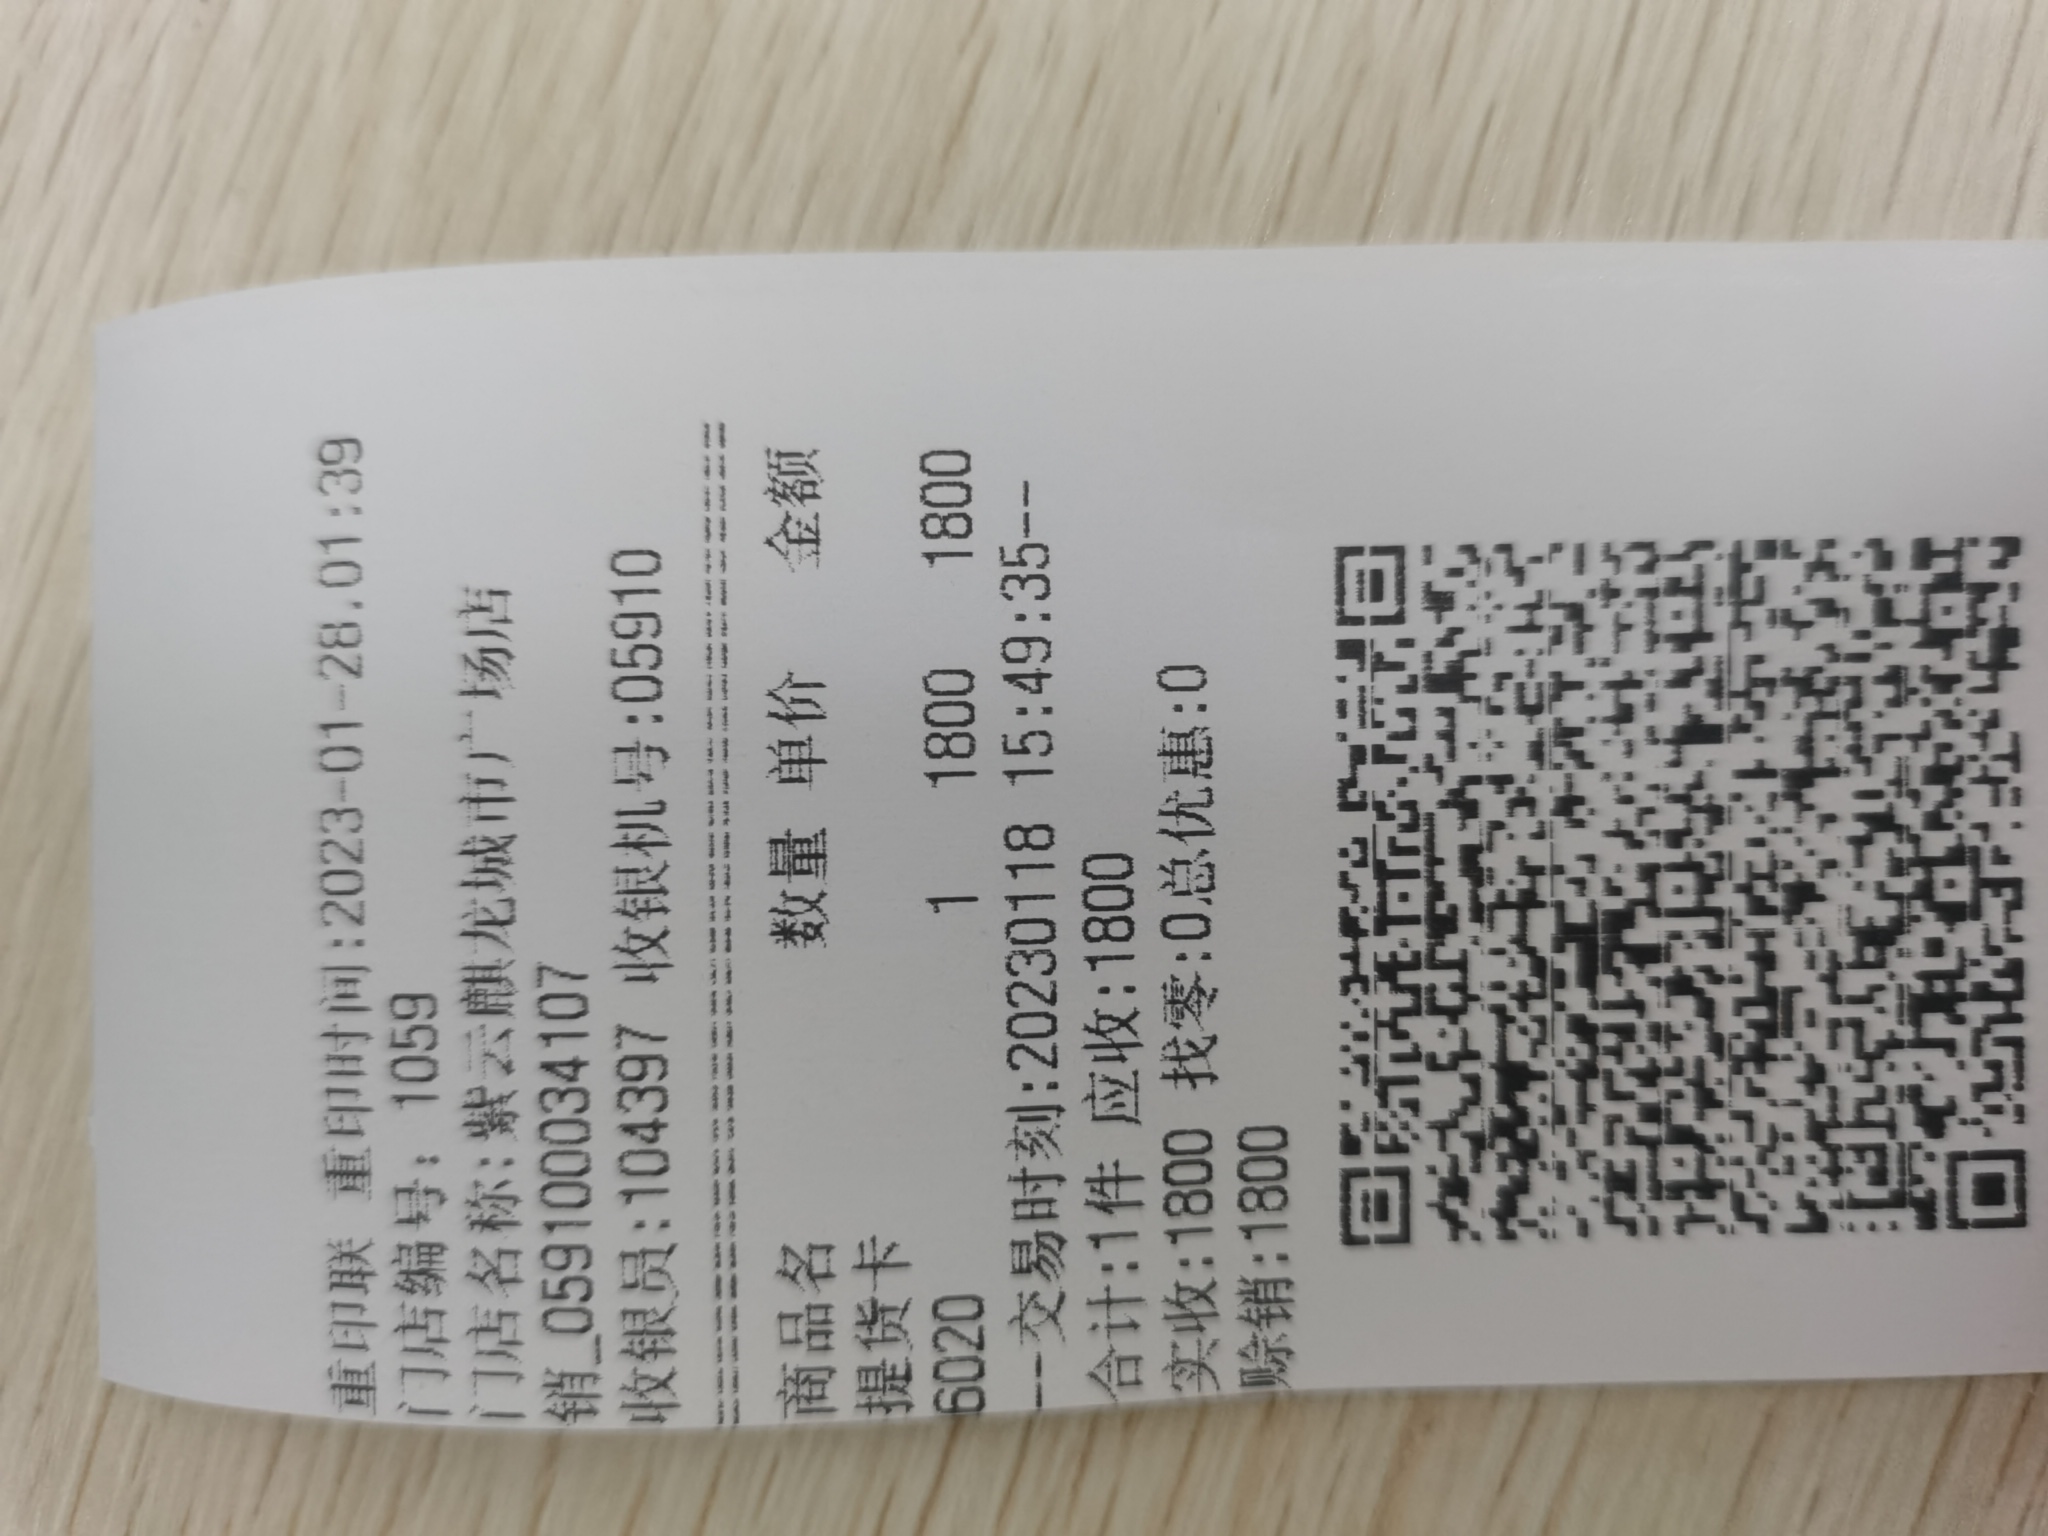 重印联 重印时间:2023-01-28.01:39
门店编号: 1059
门店名称:紫云麒龙城市广场店
销_0591000034107
收银员:104397 收银机号:05910
商品名 数量 单价 金额
提货卡
6020 1 1800 1800
--交易时刻:20230118 15:49:35--
合计:1件 应收:1800
实收:1800 找零:0总优惠:0
赊销:1800